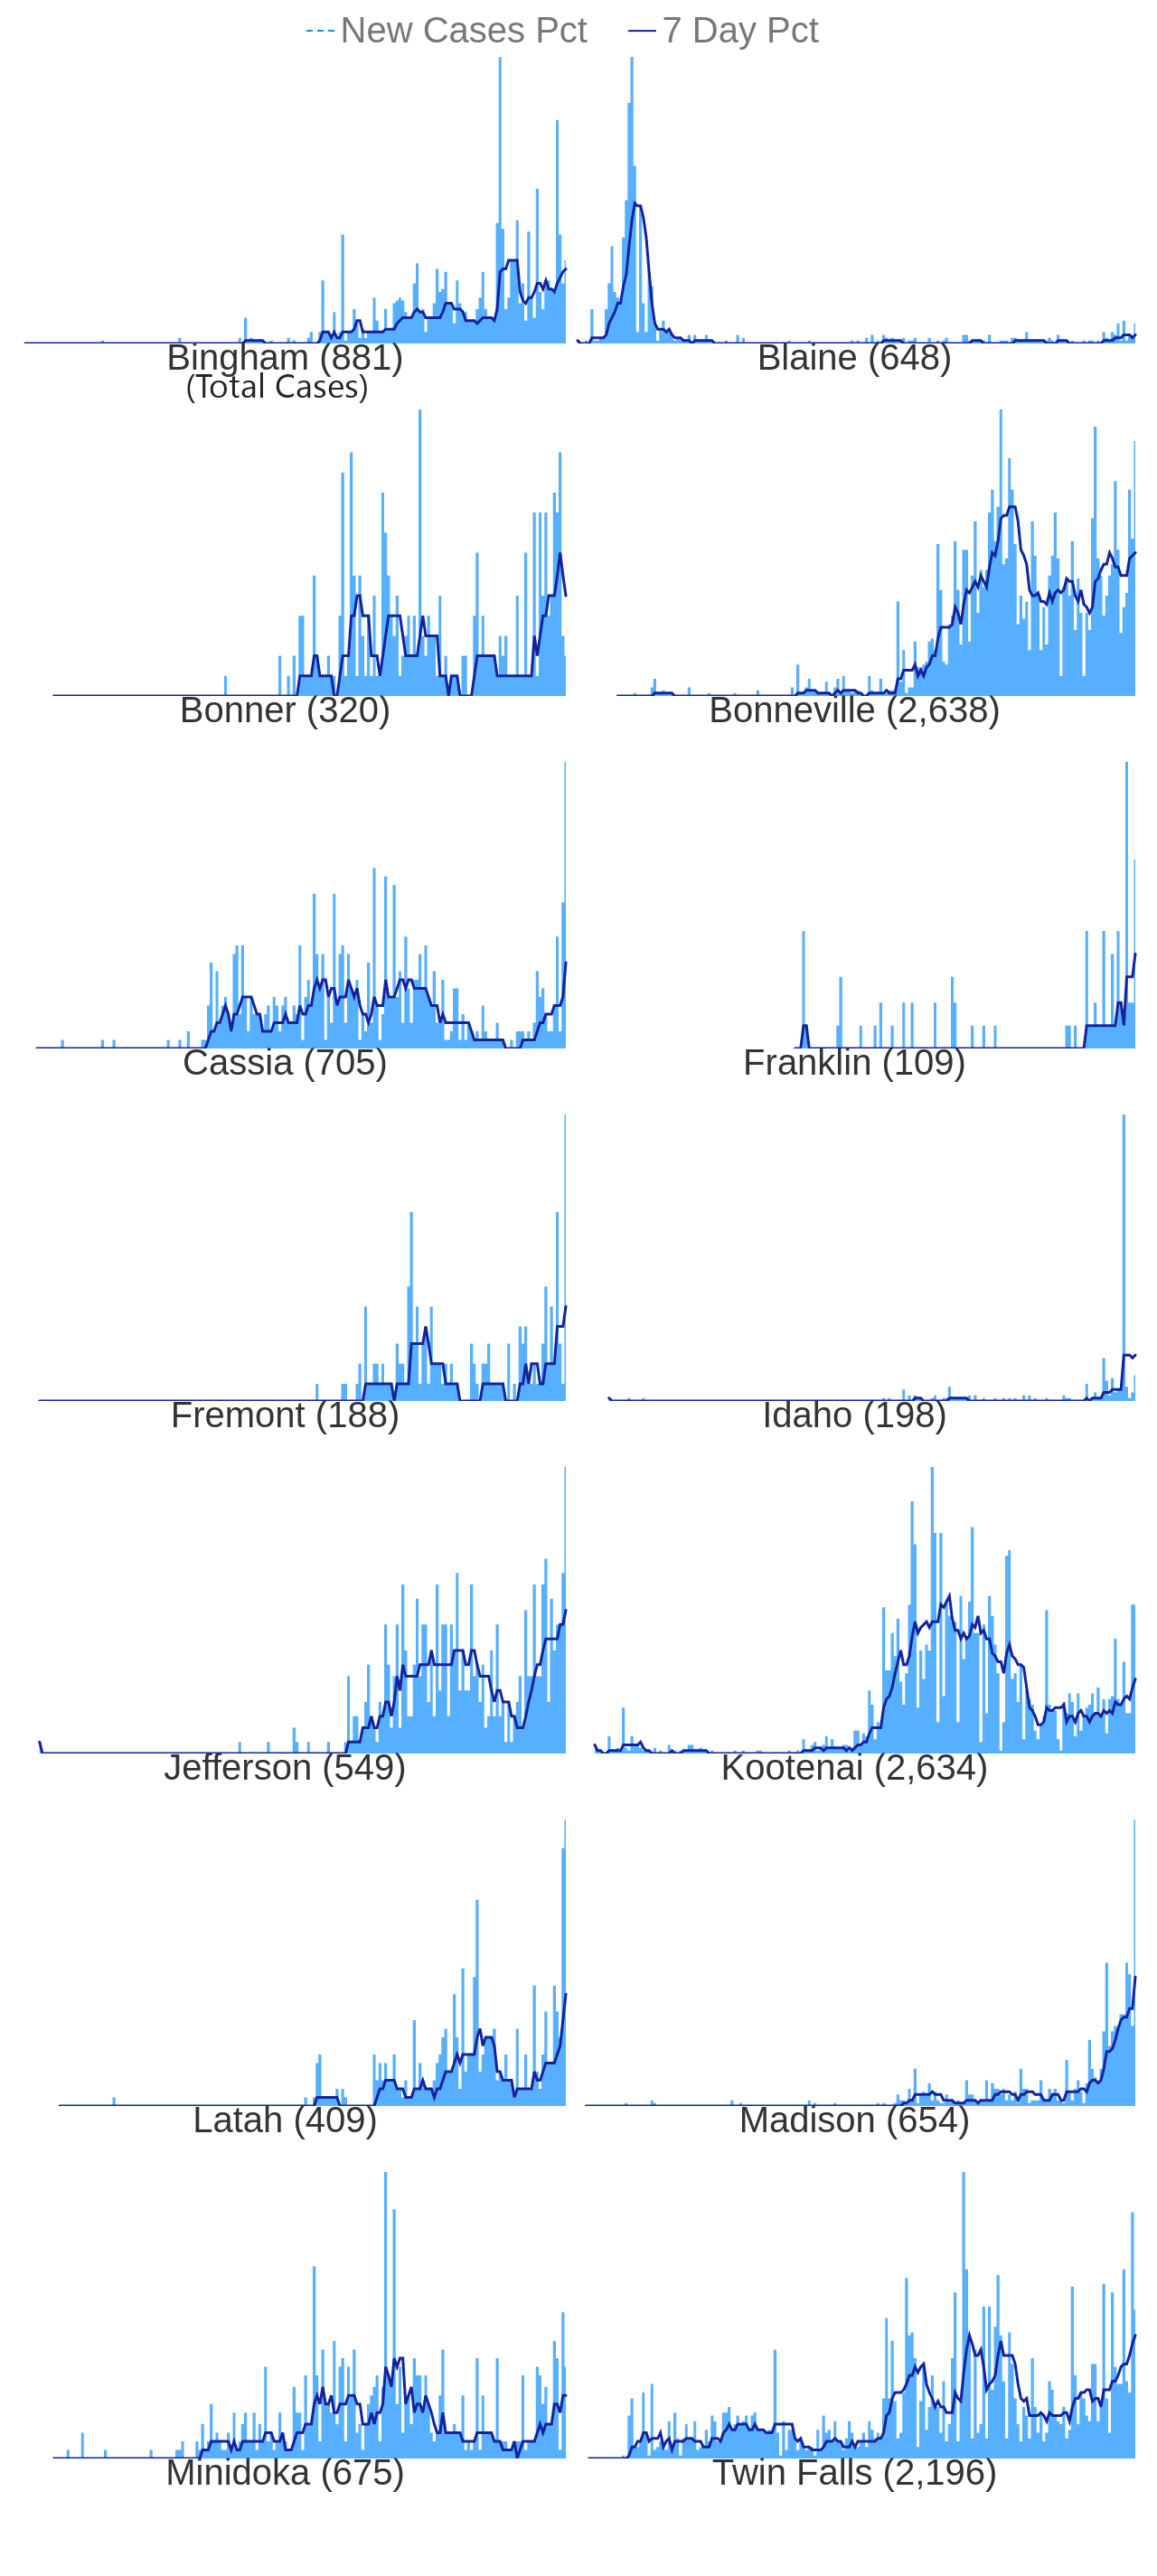 New Cases Pct 7 Day Pct
Bingham (881) Blaine (648)
(Total Cases)
Bonner (320) Bonneville (2,638)
Cassia (705) Franklin (109)
Fremont (188) Idaho (198)
Jefferson (549) Kootenai (2,634)
Latah (409) Madison (654)
Minidoka (675) Twin Falls (2,196)